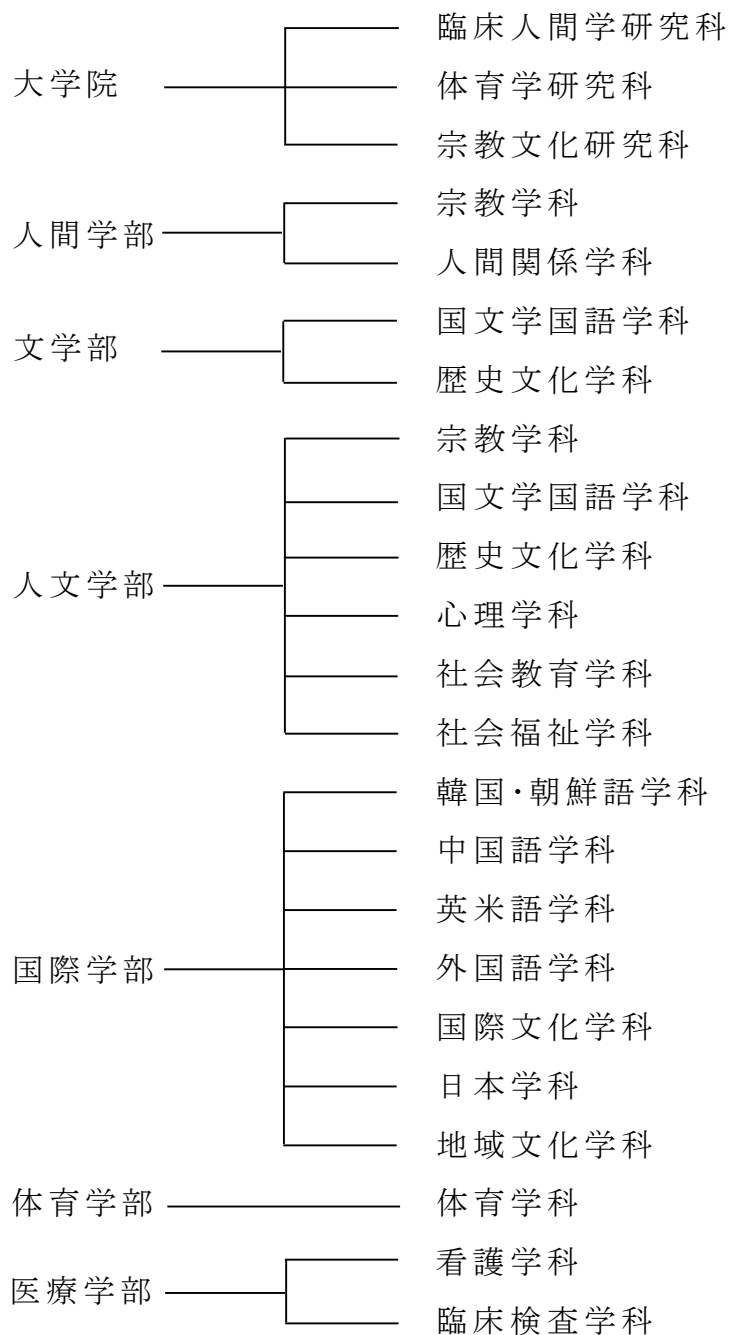 大学院
臨床人間学研究科
体育学研究科
宗教文化研究科
人間学部
宗教学科
人間関係学科
文学部
国文学国語学科
歴史文化学科
人文学部
宗教学科
国文学国語学科
歴史文化学科
心理学科
社会教育学科
社会福祉学科
国際学部
韓国・朝鮮語学科
中国語学科
英米語学科
外国語学科
国際文化学科
日本学科
地域文化学科
体育学部
体育学科
医療学部
看護学科
臨床検査学科